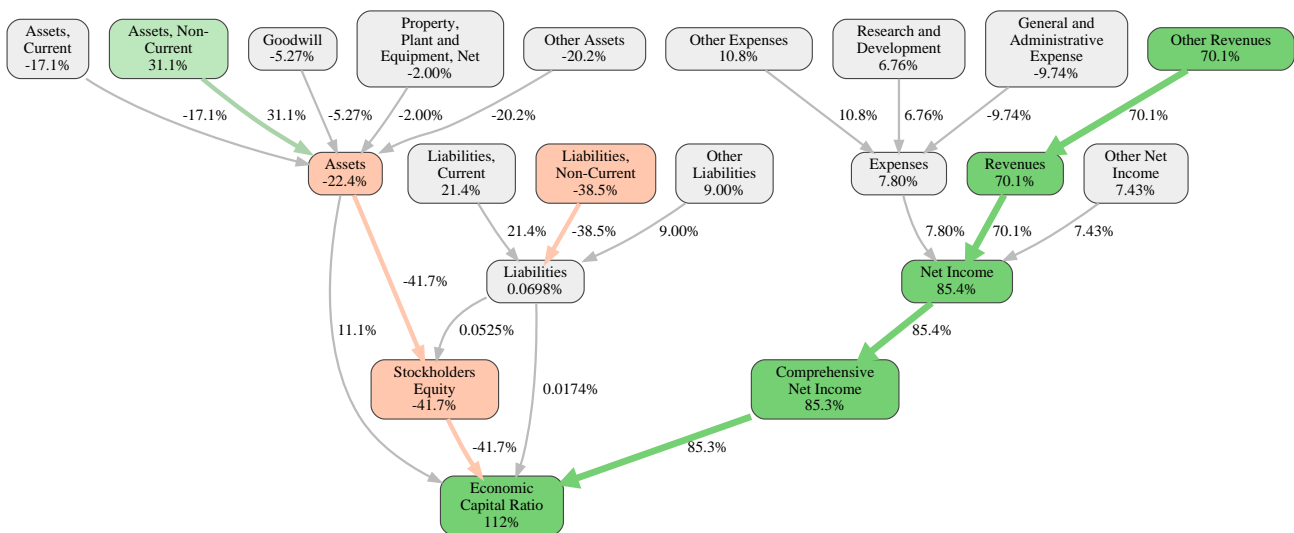 Assets,
Current
-17.1%
Assets, Non-
Current
31.1%
Goodwill
-5.27%
Property,
Plant and
Equipment, Net
-2.00%
Other Assets
-20.2%
Other Expenses
10.8%
Research and
Development
6.76%
General and
Administrative
Expense
-9.74%
Other Revenues
70.1%
-17.1%
31.1%
-5.27%
-2.00%
-20.2%
10.8%
6.76%
-9.74%
70.1%
Assets
-22.4%
Liabilities,
Current
21.4%
Liabilities,
Non-Current
-38.5%
Other
Liabilities
9.00%
Expenses
7.80%
Revenues
70.1%
Other Net
Income
7.43%
21.4%
-38.5%
9.00%
7.80%
70.1%
7.43%
-41.7%
Liabilities
0.0698%
Net Income
85.4%
11.1%
0.0525%
85.4%
Stockholders
Equity
-41.7%
0.0174%
Comprehensive
Net Income
85.3%
-41.7%
85.3%
Economic
Capital Ratio
112%